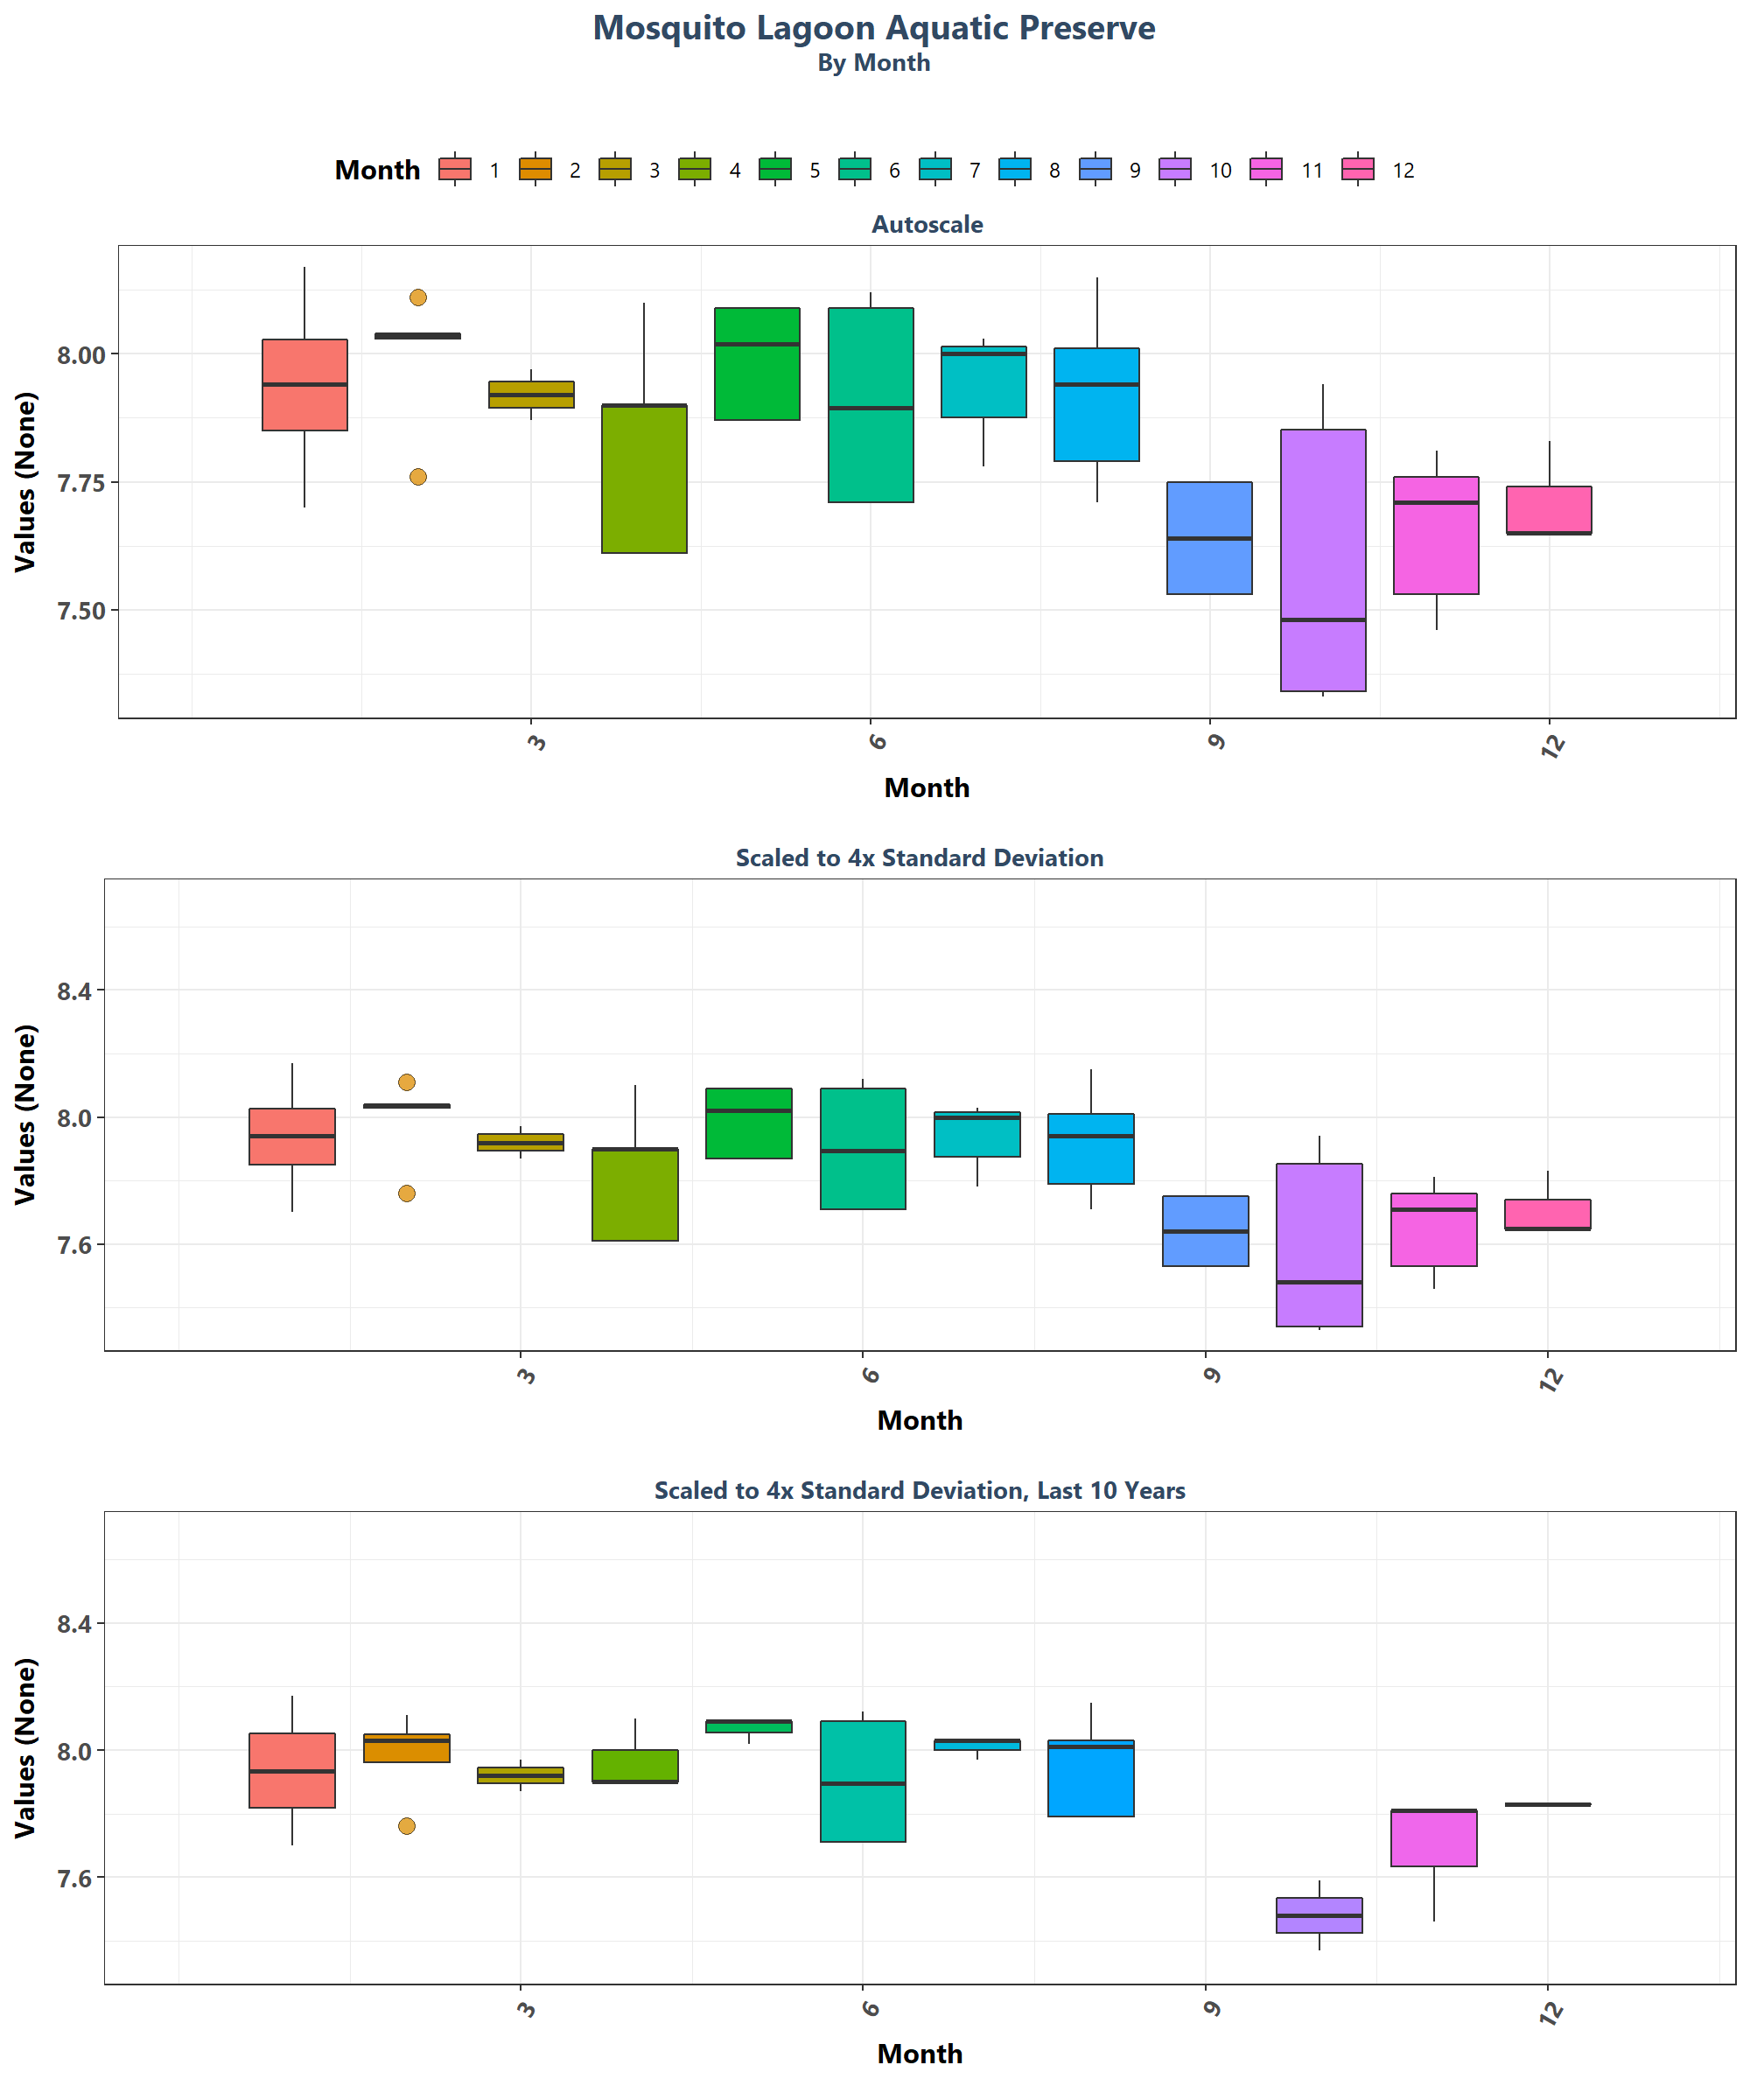 Mosquito Lagoon Aquatic Preserve
By Month
Month 1 2 3 4 5 6 7 8 9 10 11 12
Autoscale
Values (None)
8.00
7.75
7.50
3 6 9 12
Month
Scaled to 4x Standard Deviation
Values (None)
8.4
8.0
7.6
3 6 9 12
Month
Scaled to 4x Standard Deviation, Last 10 Years
Values (None)
8.4
8.0
7.6
3 6 9 12
Month